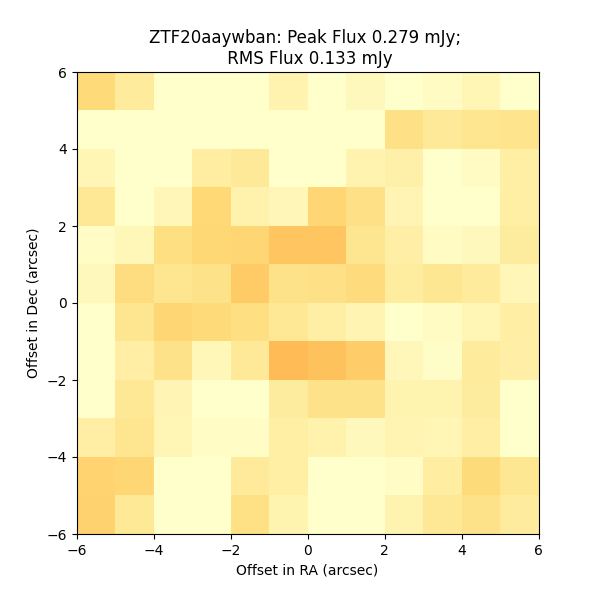 ZTF20aaywban: Peak Flux 0.279 mJy;
RMS Flux 0.133 mJy
6
4
2
0
−2
−4
−6
Offset in Dec (arcsec)
−6 −4 −2 0 2 4 6
Offset in RA (arcsec)